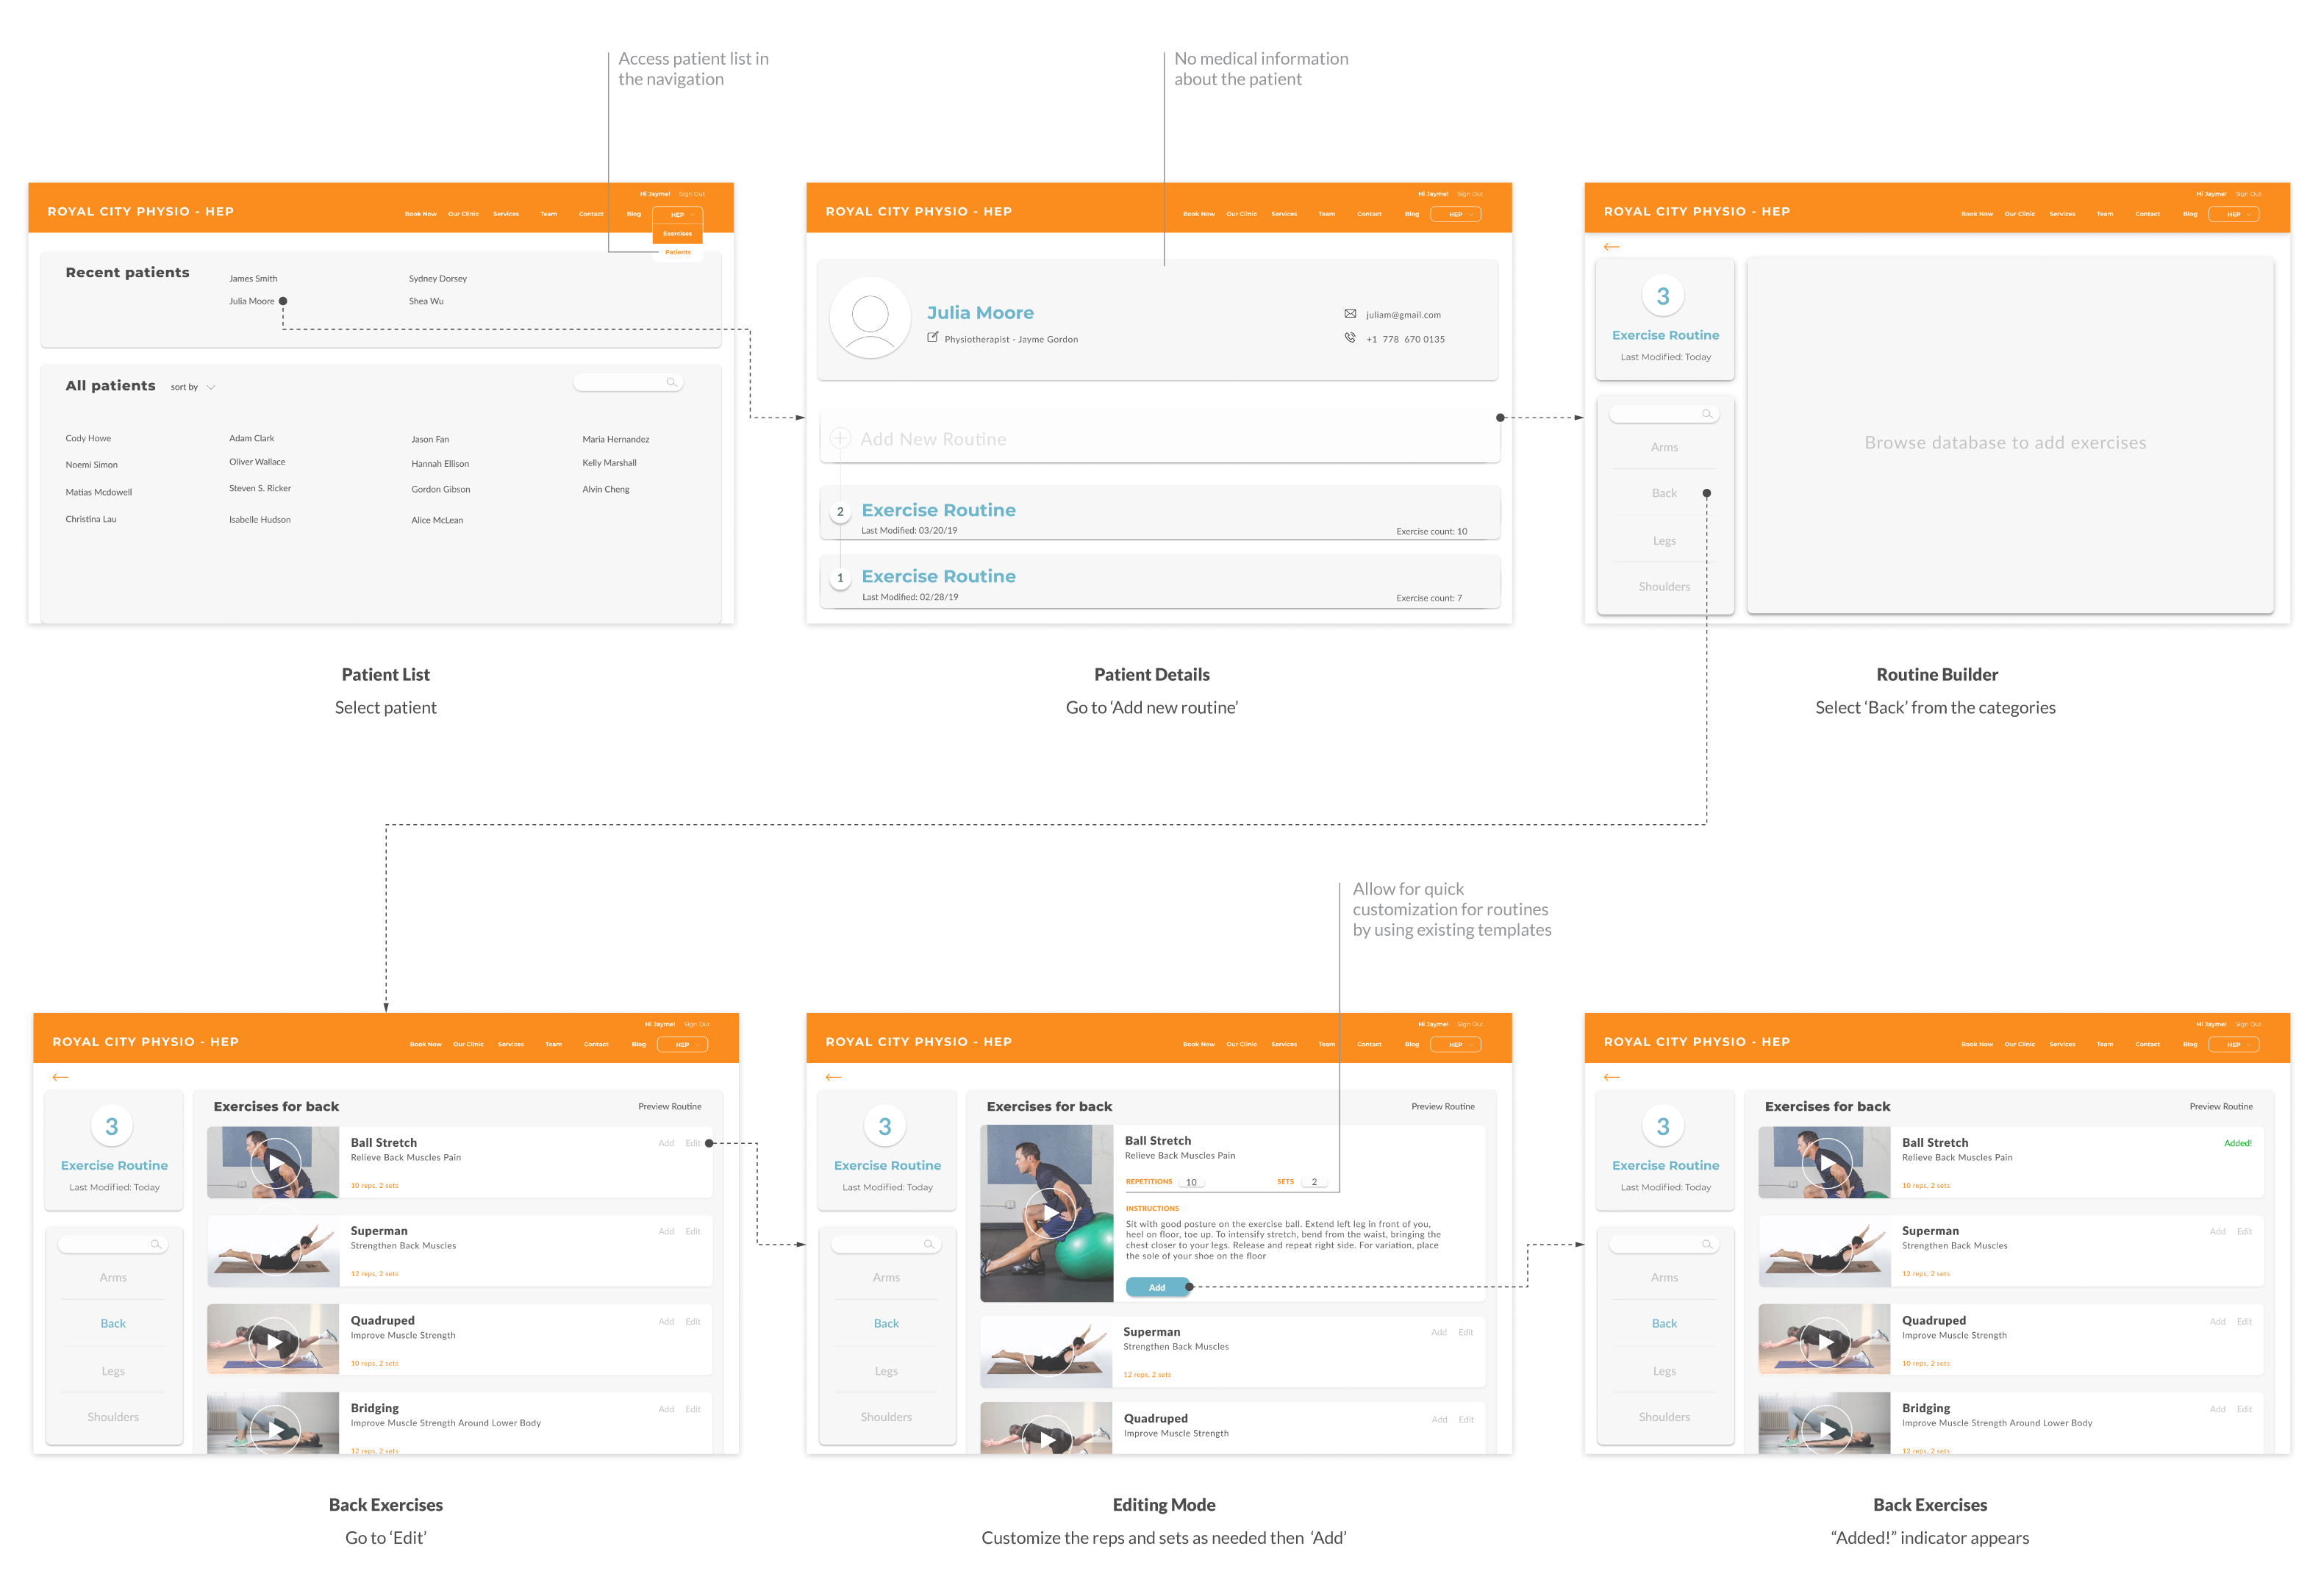 Access patient list in
the navigation
No medical information
about the patient
Hi Jayme! Sign Out
ROYAL CITY PHYSIO - HEP
Book Now Our Clinic Services Team Contact Blog HEP
Exercises
Patients
Recent patients
James Smith Sydney Dorsey
Julia Moore Shea Wu
All patients sort by
Cody Howe Adam Clark Jason Fan Maria Hernandez
Noemi Simon Oliver Wallace Hannah Ellison Kelly Marshall
Matias Mcdowell Steven S. Ricker Gordon Gibson Alvin Cheng
Christina Lau Isabelle Hudson Alice McLean
Patient List
Select patient
Hi Jayme! Sign Out
ROYAL CITY PHYSIO - HEP
Book Now Our Clinic Services Team Contact Blog HEP
Julia Moore
Physiotherapist - Jayme Gordon
juliam@gmail.com
+1 778 670 0135
Add New Routine
2 Exercise Routine
Last Modified: 03/20/19 Exercise count: 10
1 Exercise Routine
Last Modified: 02/28/19 Exercise count: 7
Patient Details
Go to ‘Add new routine’
Hi Jayme! Sign Out
ROYAL CITY PHYSIO - HEP
Book Now Our Clinic Services Team Contact Blog HEP
3
Exercise Routine
Last Modified: Today
Arms
Back
Legs
Shoulders
Browse database to add exercises
Routine Builder
Select ‘Back’ from the categories
Allow for quick
customization for routines
by using existing templates
Hi Jayme! Sign Out
ROYAL CITY PHYSIO - HEP
Book Now Our Clinic Services Team Contact Blog HEP
3
Exercise Routine
Last Modified: Today
Arms
Back
Legs
Shoulders
Exercises for back Preview Routine
Ball Stretch Add Edit
Relieve Back Muscles Pain
10 reps, 2 sets
Superman Add Edit
Strengthen Back Muscles
12 reps, 2 sets
Quadruped Add Edit
Improve Muscle Strength
10 reps, 2 sets
Bridging Add Edit
Improve Muscle Strength Around Lower Body
12 reps, 2 sets
Back Exercises
Go to ‘Edit’
Hi Jayme! Sign Out
ROYAL CITY PHYSIO - HEP
Book Now Our Clinic Services Team Contact Blog HEP
3
Exercise Routine
Last Modified: Today
Arms
Back
Legs
Shoulders
Exercises for back Preview Routine
Ball Stretch
Relieve Back Muscles Pain
REPETITIONS 10 SETS 2
INSTRUCTIONS
Sit with good posture on the exercise ball. Extend left leg in front of you,
heel on floor, toe up. To intensify stretch, bend from the waist, bringing the
chest closer to your legs. Release and repeat right side. For variation, place
the sole of your shoe on the floor
Add
Superman Add Edit
Strengthen Back Muscles
12 reps, 2 sets
Quadruped Add Edit
Improve Muscle Strength
Editing Mode
Customize the reps and sets as needed then ‘Add’
Hi Jayme! Sign Out
ROYAL CITY PHYSIO - HEP
Book Now Our Clinic Services Team Contact Blog HEP
3
Exercise Routine
Last Modified: Today
Arms
Back
Legs
Shoulders
Exercises for back Preview Routine
Ball Stretch Added!
Relieve Back Muscles Pain
10 reps, 2 sets
Superman Add Edit
Strengthen Back Muscles
12 reps, 2 sets
Quadruped Add Edit
Improve Muscle Strength
10 reps, 2 sets
Bridging Add Edit
Improve Muscle Strength Around Lower Body
12 reps, 2 sets
Back Exercises
“Added!” indicator appears